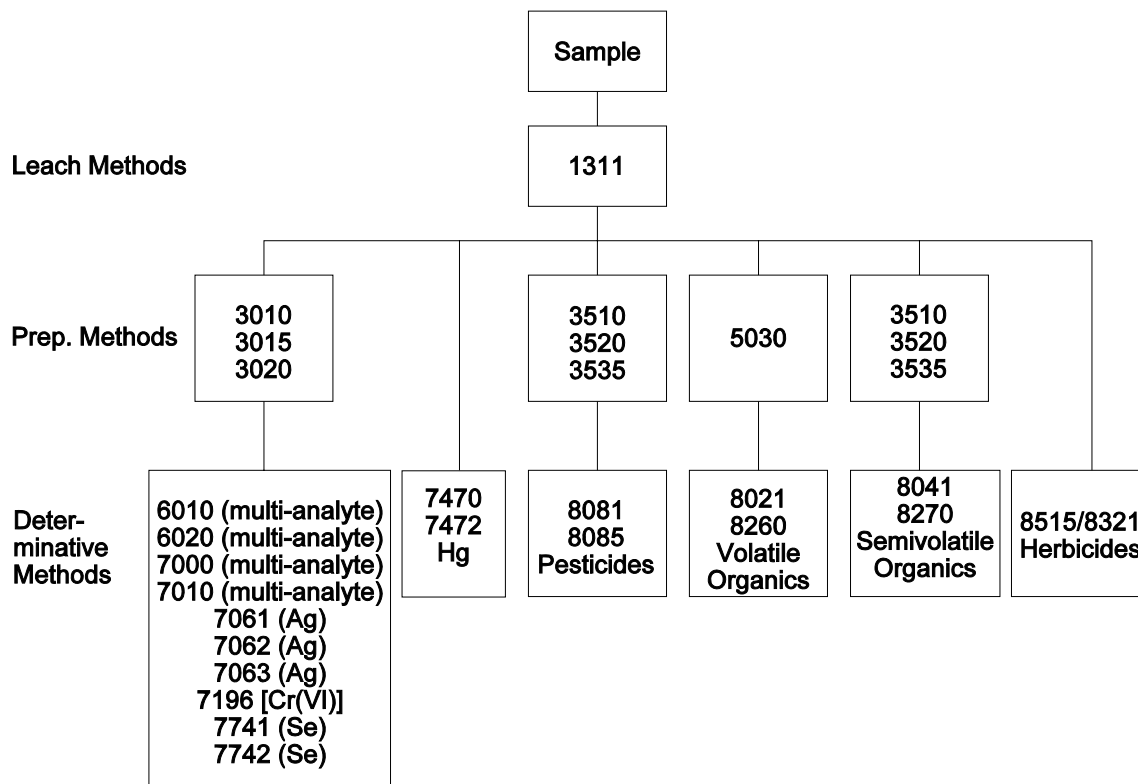 Sample
Leach Methods
1311
Prep. Methods
3010
3015
3020
3510
3520
3535
5030
3510
3520
3535
Deter-
minative
Methods
6010 (multi-analyte)
6020 (multi-analyte)
7000 (multi-analyte)
7010 (multi-analyte)
7061 (Ag)
7062 (Ag)
7063 (Ag)
7196 [Cr(VI)]
7741 (Se)
7742 (Se)
7470
7472
Hg
8081
8085
Pesticides
8021
8260
Volatile
Organics
8041
8270
Semivolatile
Organics
8515/8321
Herbicides